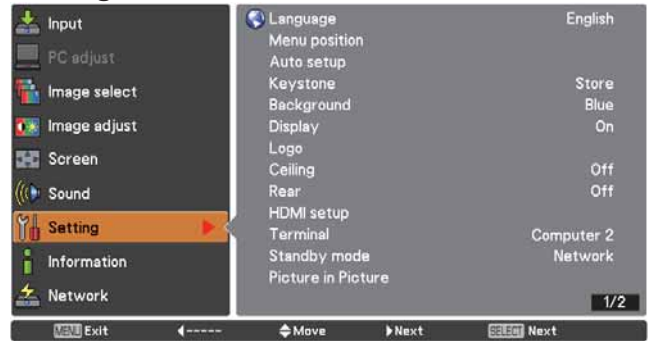 Input
PC adjust
Image select
Image adjust
Screen
Sound
Setting
Information
Network
Language English
Menu position
Auto setup
Keystone Store
Background Blue
Display On
Logo
Ceiling Off
Rear Off
HDMI setup
Terminal Computer 2
Standby mode Network
Picture in Picture
1/2
MENU Exit ----- Move Next SELECT Next